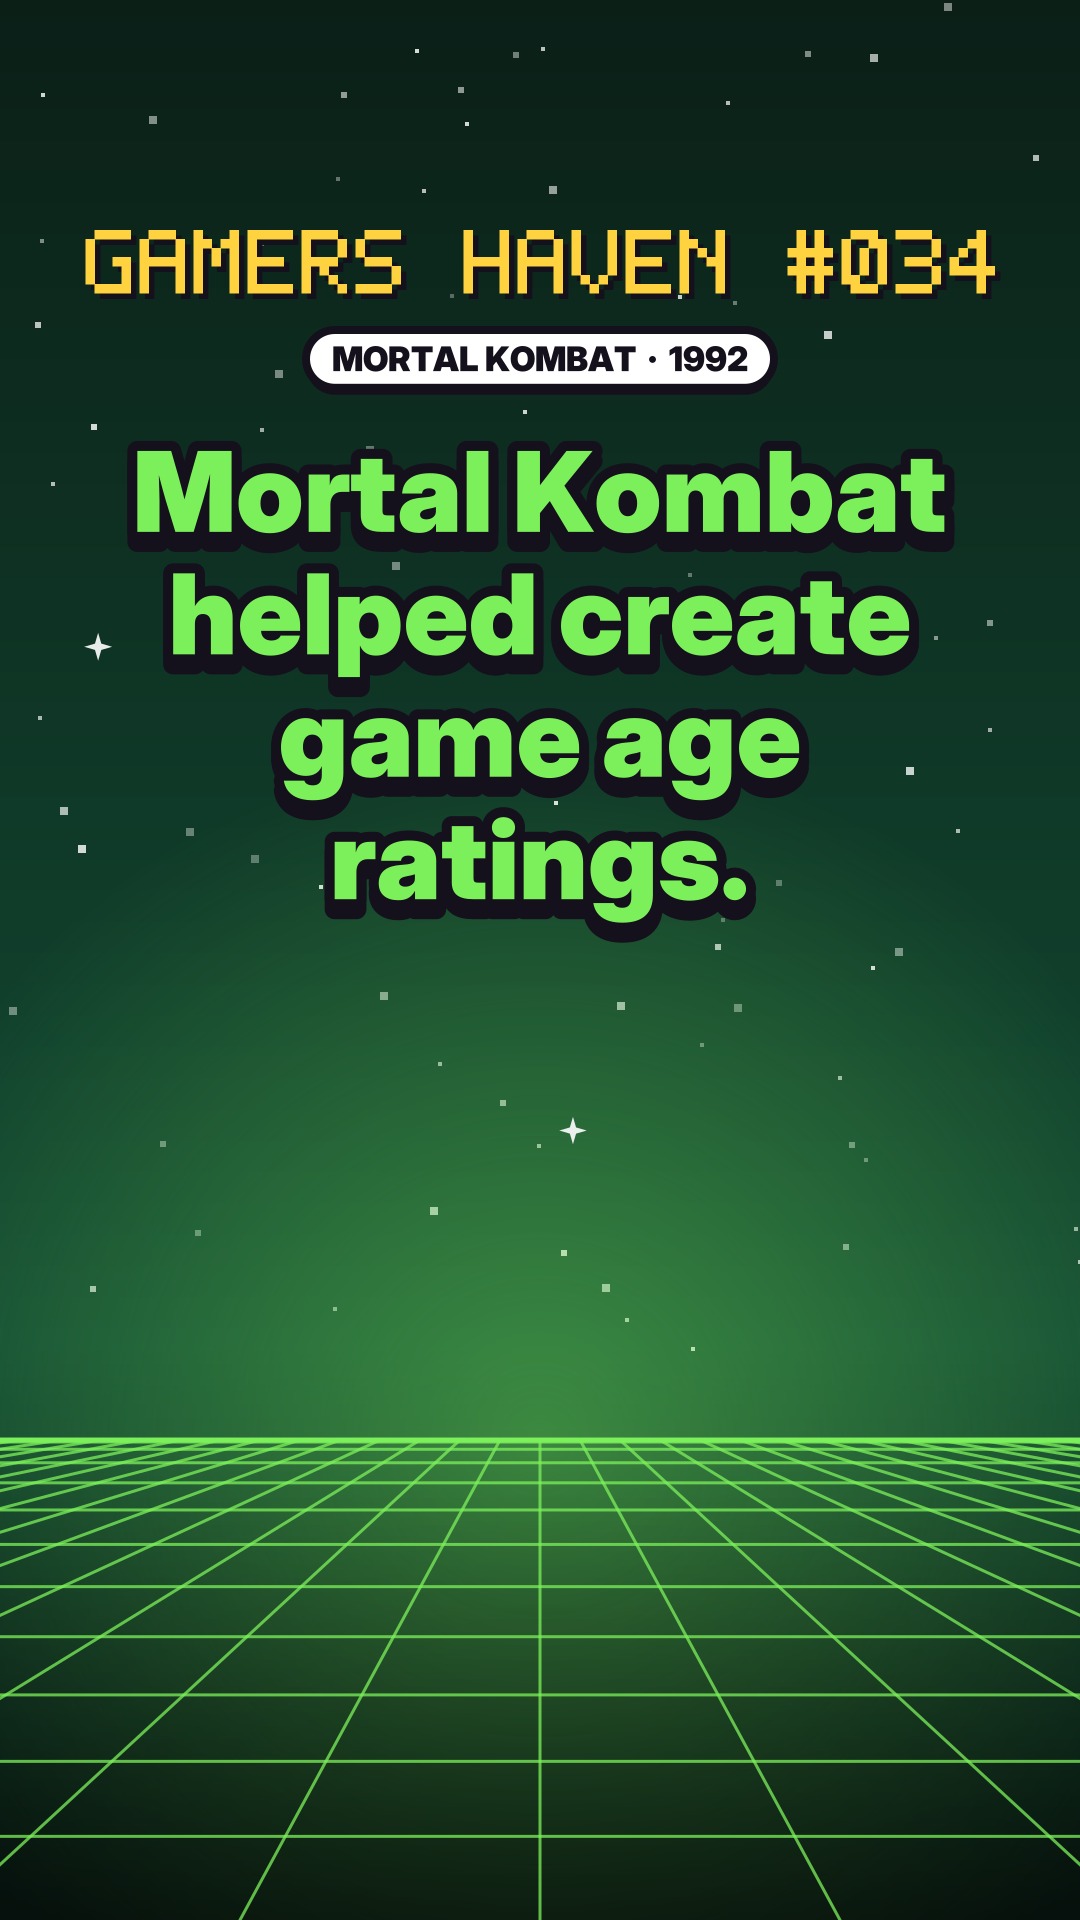 GAMERS HAVEN #034
MORTAL KOMBAT · 1992
Mortal Kombat
helped create
game age
ratings.